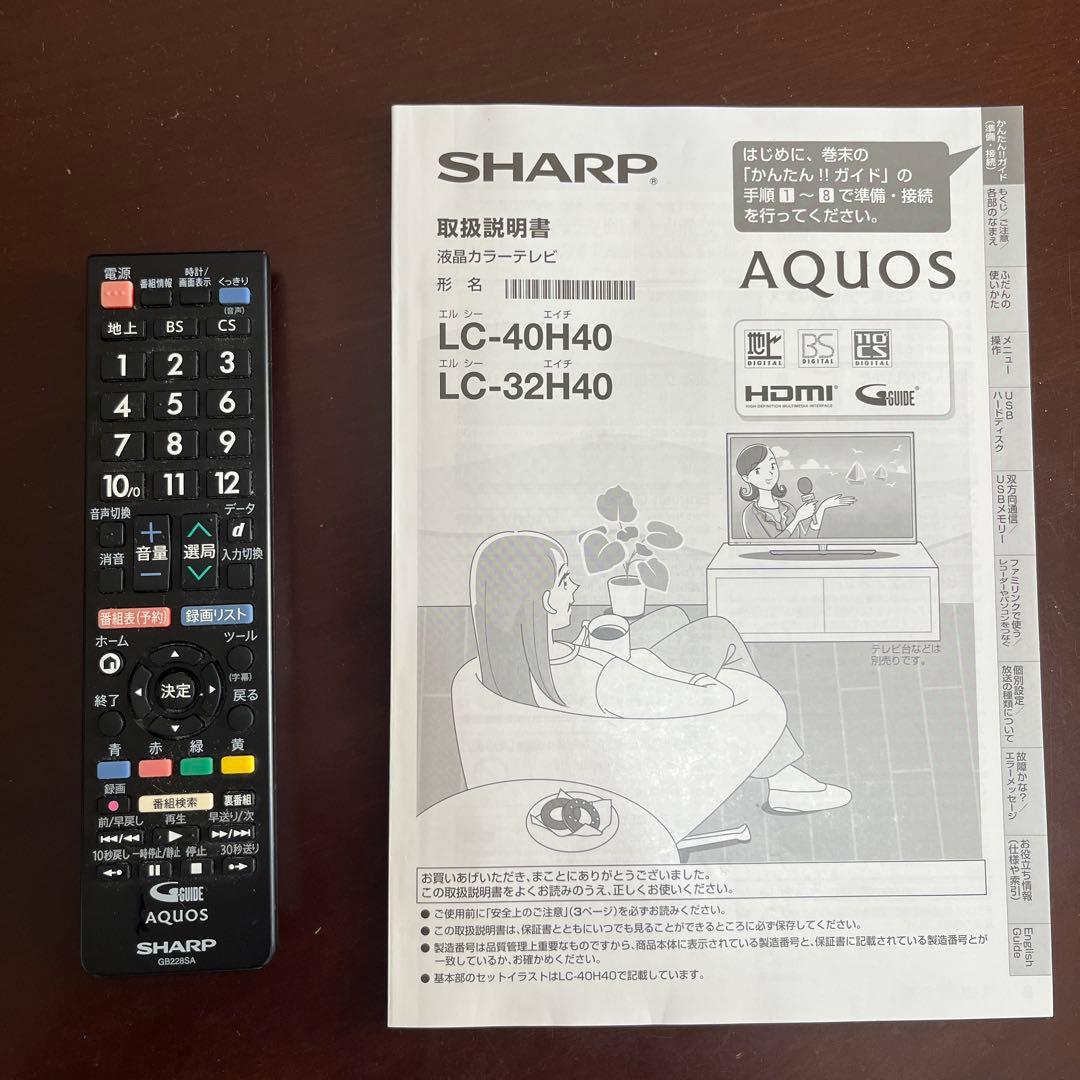 電源
番組情報
時計/
画面表示
くっきり
(音声)
地上 BS CS
1 2 3
4 5 6
7 8 9
10/0 11 12
音声切換
データ
＋
音量
－
選局
d
消音
入力切換
番組表(予約)
録画リスト
ホーム
ツール
(字幕)
決定
終了
戻る
青 赤 緑 黄
録画
番組検索
裏番組
前/早戻し 再生 早送り/次
10秒戻し 一時停止/静止 停止 30秒送り
G-GUIDE
AQUOS
SHARP
GB228SA
SHARP®
はじめに、巻末の
「かんたん!!ガイド」の
手順1～8で準備・接続
を行ってください。
取扱説明書
液晶カラーテレビ
形 名
AQUOS
エル シー エイチ
LC-40H40
エル シー エイチ
LC-32H40
地上
DIGITAL
BS
DIGITAL
110
CS
DIGITAL
HDMI®
HIGH-DEFINITION MULTIMEDIA INTERFACE
G-GUIDE®
テレビ台などは
別売りです。
お買いあげいただき、まことにありがとうございました。
この取扱説明書をよくお読みのうえ、正しくお使いください。
● ご使用前に「安全上のご注意」(3ページ)を必ずお読みください。
● この取扱説明書は、保証書とともにいつでも見ることができるところに必ず保存してください。
● 製造番号は品質管理上重要なものですから、商品本体に表示されている製造番号と、保証書に記載されている製造番号とが
一致しているか、お確かめください。
● 基本部のセットイラストはLC-40H40で記載しています。
かんたん!!ガイド
(準備・接続)
もくじ/ご注意/
各部のなまえ
ふだんの
使いかた
メニュー
操作
USB
ハードディスク
双方向通信/
USBメモリー
ファミリンクで使う/
レコーダーやパソコンをつなぐ
個別設定/
放送の種類について
故障かな?/
エラーメッセージ
お役立ち情報
(仕様や索引)
English
Guide